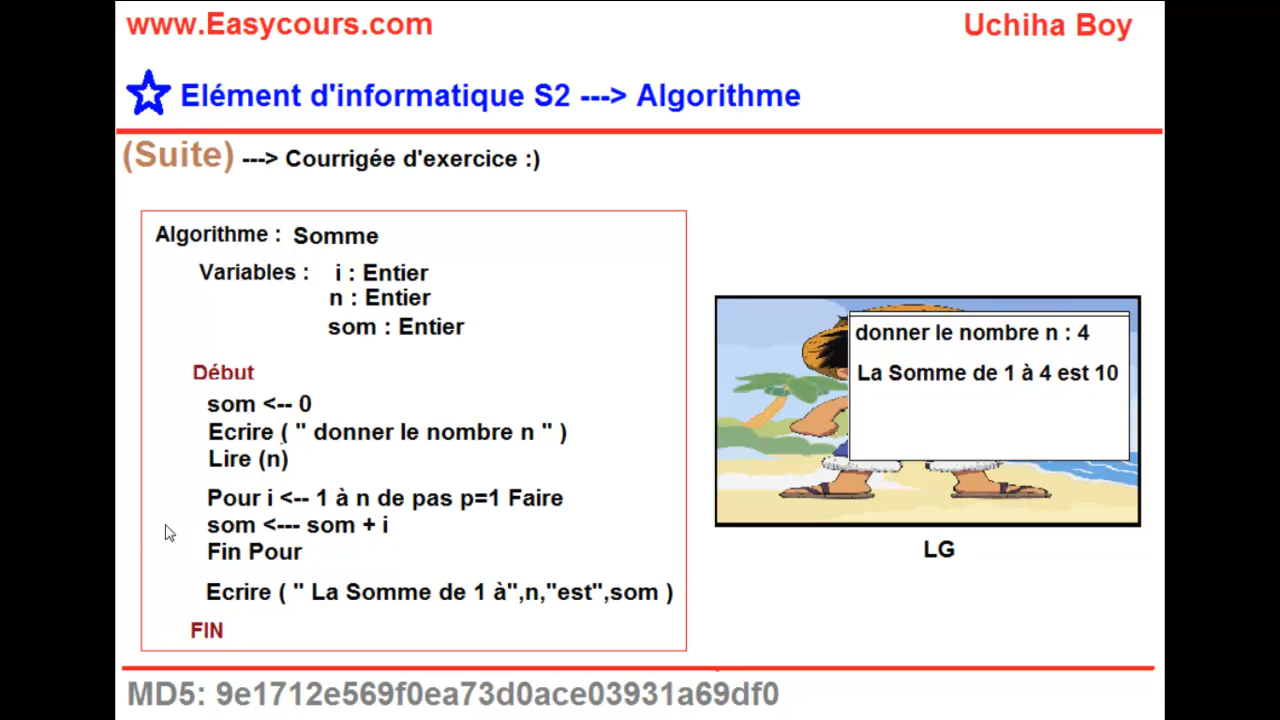 www.Easycours.com Uchiha Boy
Elément d'informatique S2 ---> Algorithme
(Suite) ---> Courrigée d'exercice :)
Algorithme : Somme
Variables : i : Entier
n : Entier
som : Entier
Début
som <-- 0
Ecrire ( " donner le nombre n " )
Lire (n)
Pour i <-- 1 à n de pas p=1 Faire
som <--- som + i
Fin Pour
Ecrire ( " La Somme de 1 à",n,"est",som )
FIN
donner le nombre n : 4
La Somme de 1 à 4 est 10
LG
MD5: 9e1712e569f0ea73d0ace03931a69df0